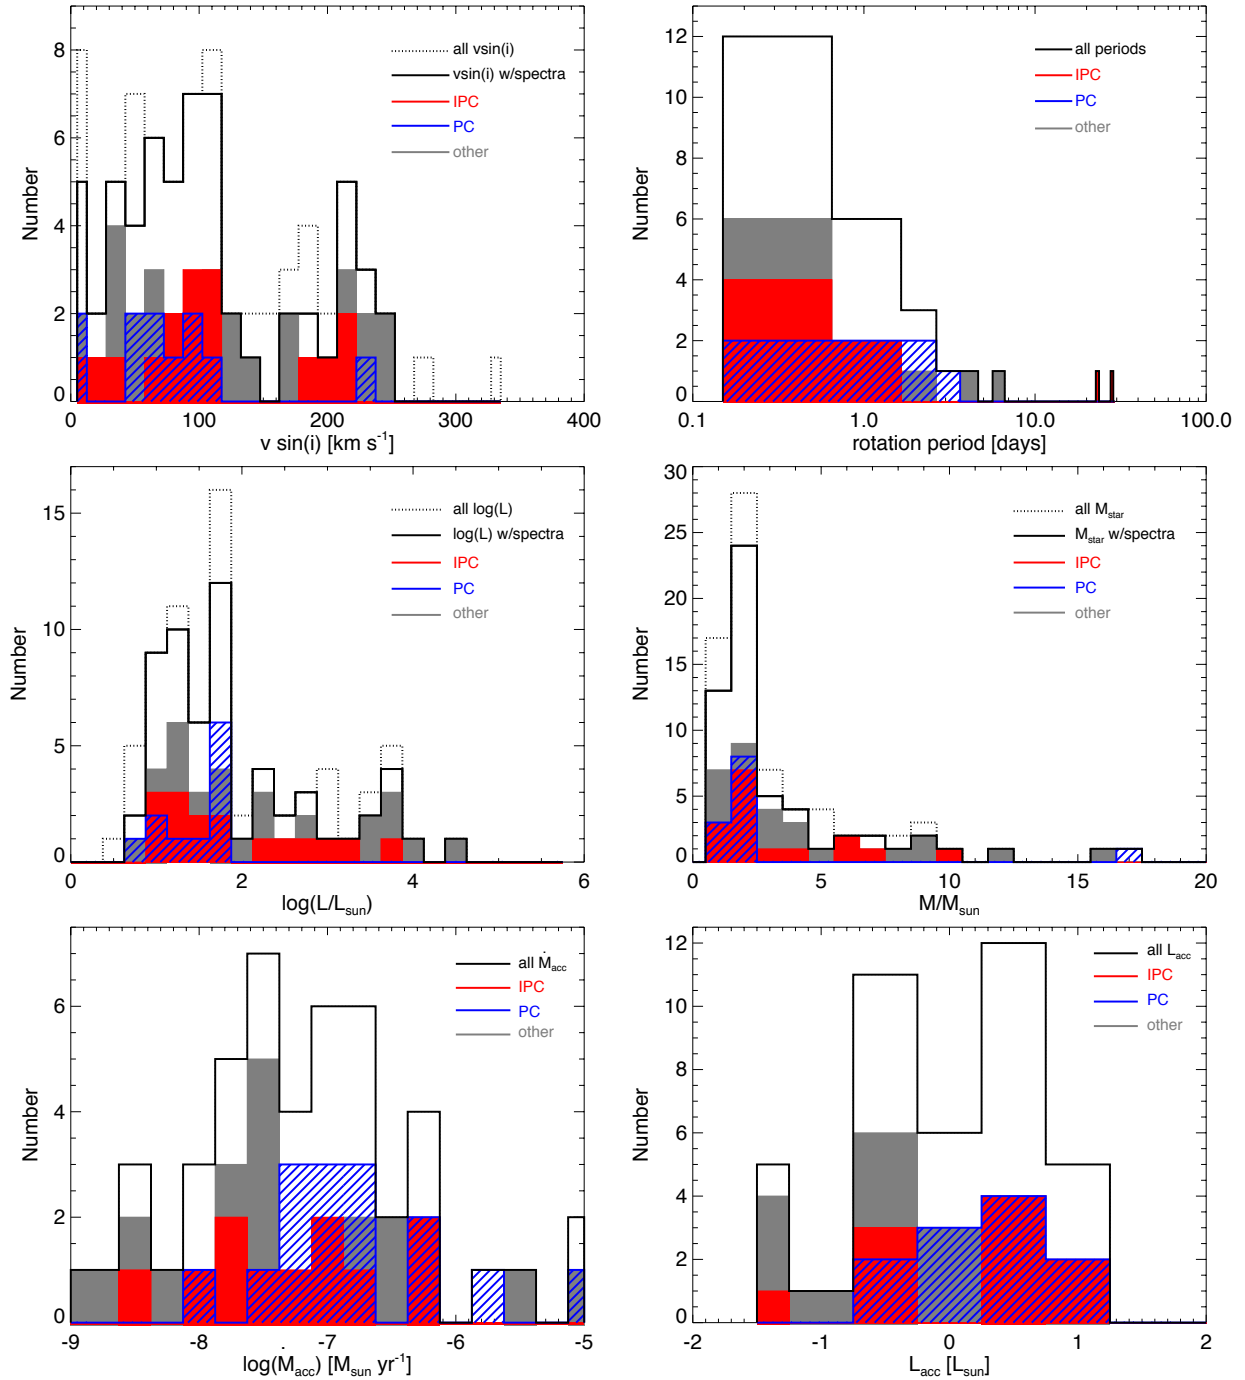 8
6
4
2
0
Number
all vsin(i)
vsin(i) w/spectra
IPC
PC
other
0 100 200 300 400
v sin(i) [km s⁻¹]
12
10
8
6
4
2
0
Number
all periods
IPC
PC
other
0.1 1.0 10.0 100.0
rotation period [days]
15
10
5
0
Number
all log(L)
log(L) w/spectra
IPC
PC
other
0 2 4 6
log(L/Lsun)
30
25
20
15
10
5
0
Number
all Mstar
Mstar w/spectra
IPC
PC
other
0 5 10 15 20
M/Msun
6
4
2
0
Number
all Ṁacc
IPC
PC
other
-9 -8 -7 -6 -5
log(Ṁacc) [Msun yr⁻¹]
12
10
8
6
4
2
0
Number
all Lacc
IPC
PC
other
-2 -1 0 1 2
Lacc [Lsun]